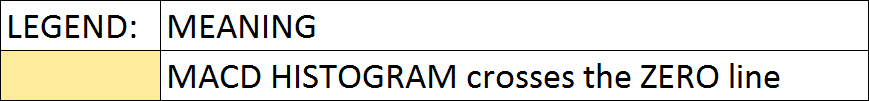 LEGEND: MEANING
MACD HISTOGRAM crosses the ZERO line